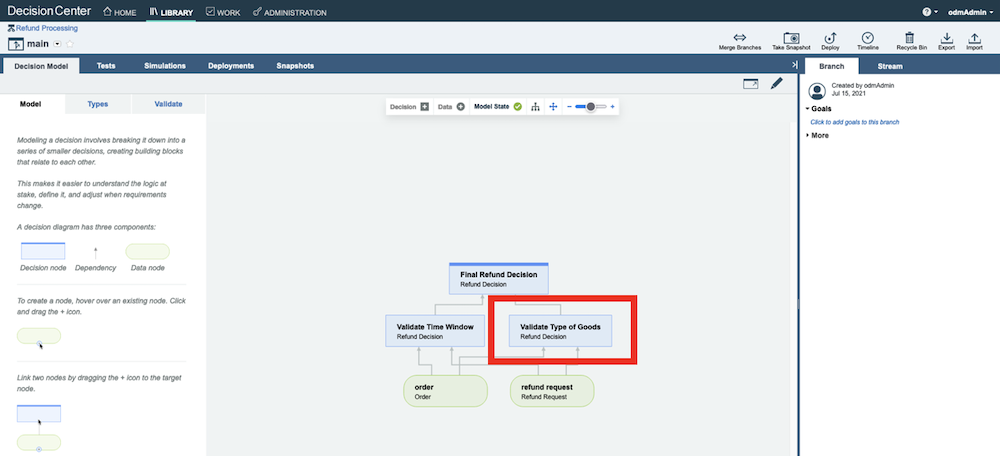 Decision Center
HOME
LIBRARY
WORK
ADMINISTRATION
odmAdmin
Refund Processing
main
Merge Branches
Take Snapshot
Deploy
Timeline
Recycle Bin
Export
Import
Decision Model
Tests
Simulations
Deployments
Snapshots
Branch
Stream
Model
Types
Validate
Decision
Data
Model State
Created by odmAdmin
Jul 15, 2021
Goals
Click to add goals to this branch
More
Modeling a decision involves breaking it down into a
series of smaller decisions, creating building blocks
that relate to each other.
This makes it easier to understand the logic at
stake, define it, and adjust when requirements
change.
A decision diagram has three components:
Decision node
Dependency
Data node
To create a node, hover over an existing node. Click
and drag the + icon.
Link two nodes by dragging the + icon to the target
node.
Final Refund Decision
Refund Decision
Validate Time Window
Refund Decision
Validate Type of Goods
Refund Decision
order
Order
refund request
Refund Request